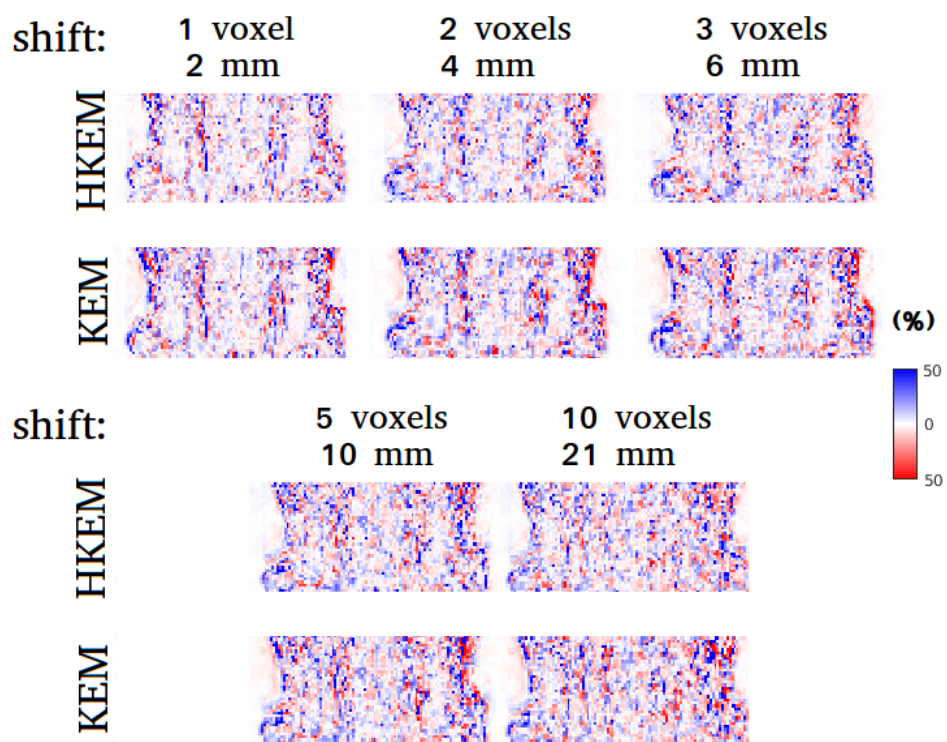 shift: 1 voxel 2 voxels 3 voxels
2 mm 4 mm 6 mm
HKEM
KEM
(%)
50
0
50
shift: 5 voxels 10 voxels
10 mm 21 mm
HKEM
KEM